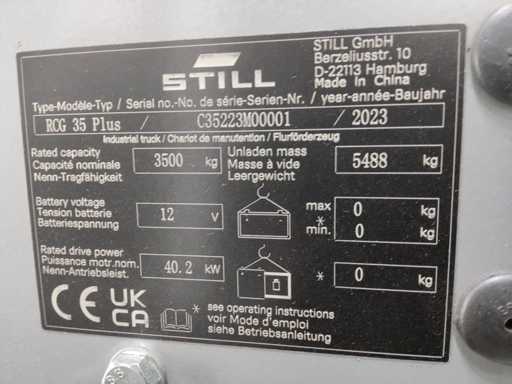 STILL
STILL GmbH
Berzeliusstr. 10
D-22113 Hamburg
Made in China
Type-Modèle-Typ / Serial no.-No. de série-Serien-Nr. / year-année-Baujahr
RCG 35 Plus / C35223M00001 / 2023
Industrial truck / Chariot de manutention / Flurförderzeug
Rated capacity
Capacité nominale
Nenn-Tragfähigkeit
3500 kg
Unladen mass
Masse à vide
Leergewicht
5488 kg
Battery voltage
Tension batterie
Batteriespannung
12 V
max
*
min.
0 kg
0 kg
Rated drive power
Puissance motr.nom.
Nenn-Antriebsleist.
40.2 kW
* 0 kg
CE UK
CA
* see operating instructions
voir Mode d'emploi
siehe Betriebsanleitung